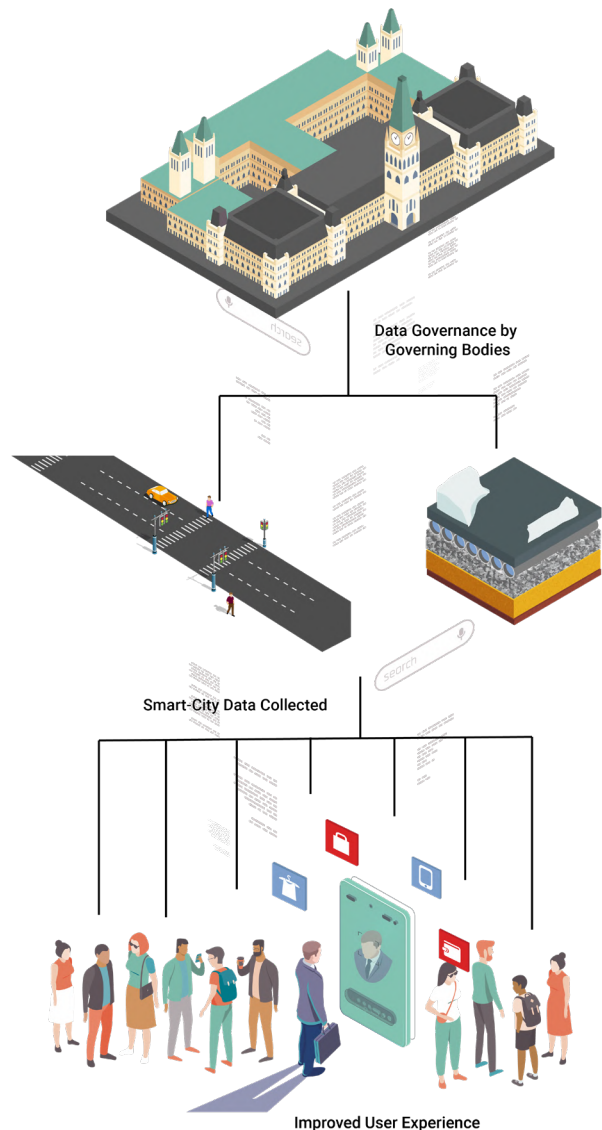 search
Data Governance by
Governing Bodies
search
Smart-City Data Collected
Improved User Experience